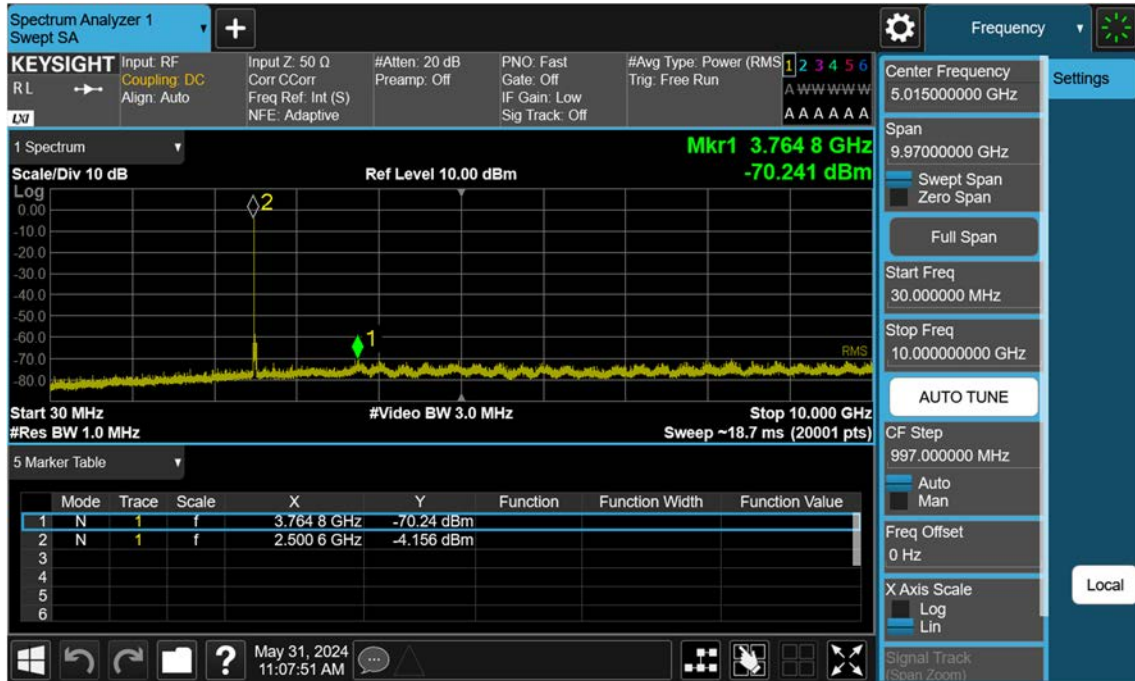 Spectrum Analyzer 1
Swept SA
+
Frequency
KEYSIGHT
R L
LXI
Input: RF
Coupling: DC
Align: Auto
Input Z: 50 Ω
Corr CCorr
Freq Ref: Int (S)
NFE: Adaptive
#Atten: 20 dB
Preamp: Off
PNO: Fast
Gate: Off
IF Gain: Low
Sig Track: Off
#Avg Type: Power (RMS
Trig: Free Run
1 2 3 4 5 6
A W W W W W
A A A A A A
1 Spectrum
Mkr1 3.764 8 GHz
-70.241 dBm
Scale/Div 10 dB
Ref Level 10.00 dBm
Log
0.00
-10.0
-20.0
-30.0
-40.0
-50.0
-60.0
-70.0
-80.0
2
1
RMS
Start 30 MHz
#Video BW 3.0 MHz
Stop 10.000 GHz
#Res BW 1.0 MHz
Sweep ~18.7 ms (20001 pts)
5 Marker Table
Mode Trace Scale X Y Function Function Width Function Value
1 N 1 f 3.764 8 GHz -70.24 dBm
2 N 1 f 2.500 6 GHz -4.156 dBm
3
4
5
6
?
May 31, 2024
11:07:51 AM
Center Frequency
5.015000000 GHz
Settings
Span
9.97000000 GHz
Swept Span
Zero Span
Full Span
Start Freq
30.000000 MHz
Stop Freq
10.000000000 GHz
AUTO TUNE
CF Step
997.000000 MHz
Auto
Man
Freq Offset
0 Hz
X Axis Scale
Log
Lin
Local
Signal Track
(Span Zoom)